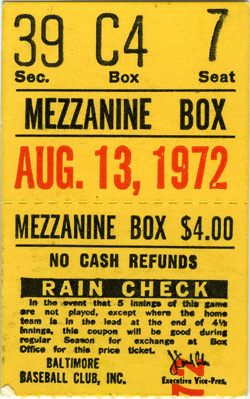 39 C4 7
Sec. Box Seat
MEZZANINE BOX
AUG. 13, 1972
MEZZANINE BOX $4.00
NO CASH REFUNDS
RAIN CHECK
In the event that 5 innings of this game
are not played, except where the home
team is in the lead at the end of 4½
innings, this coupon will be good during
regular Season for exchange at Box
Office for this price ticket.
BALTIMORE
BASEBALL CLUB, INC.
Executive Vice-Pres.